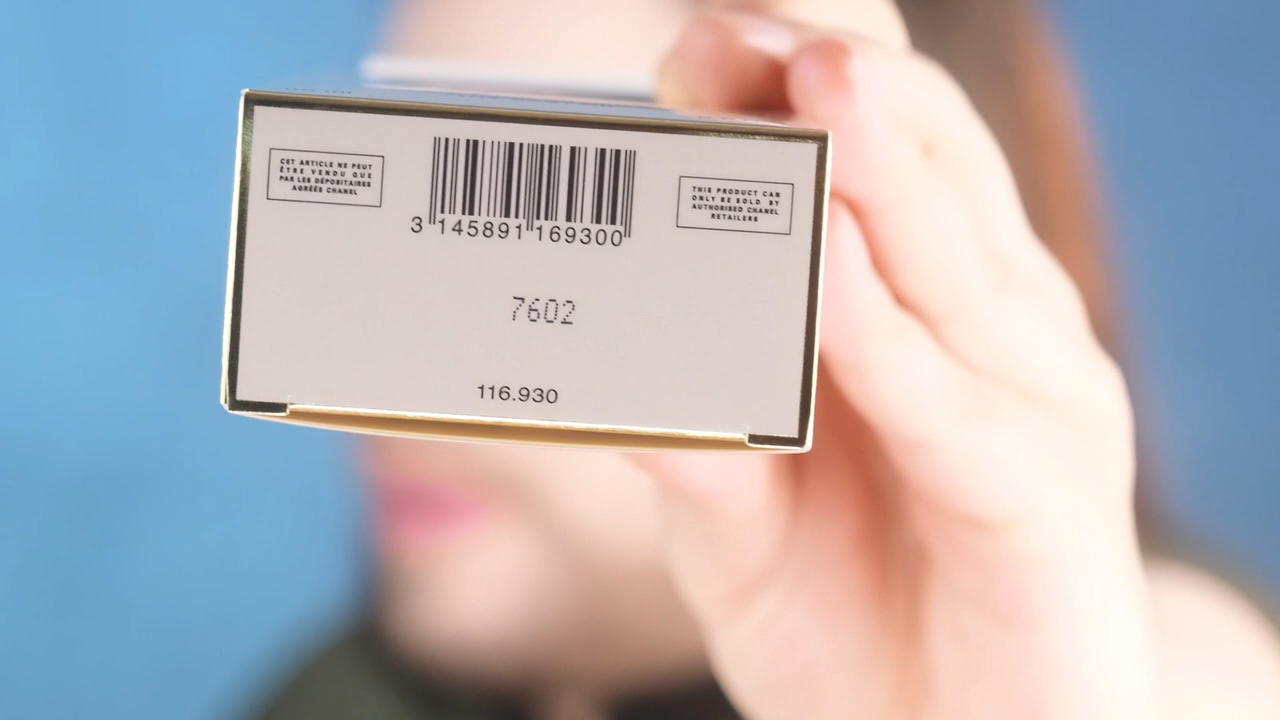 CET ARTICLE NE PEUT
ÊTRE VENDU QUE
PAR LES DÉPOSITAIRES
AGRÉÉS CHANEL
3 145891 169300
THIS PRODUCT CAN
ONLY BE SOLD BY
AUTHORISED CHANEL
RETAILERS
7602
116.930